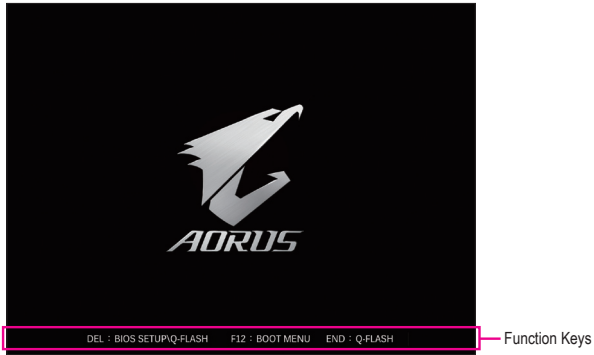 AORUS
DEL : BIOS SETUP\Q-FLASH F12 : BOOT MENU END : Q-FLASH
Function Keys